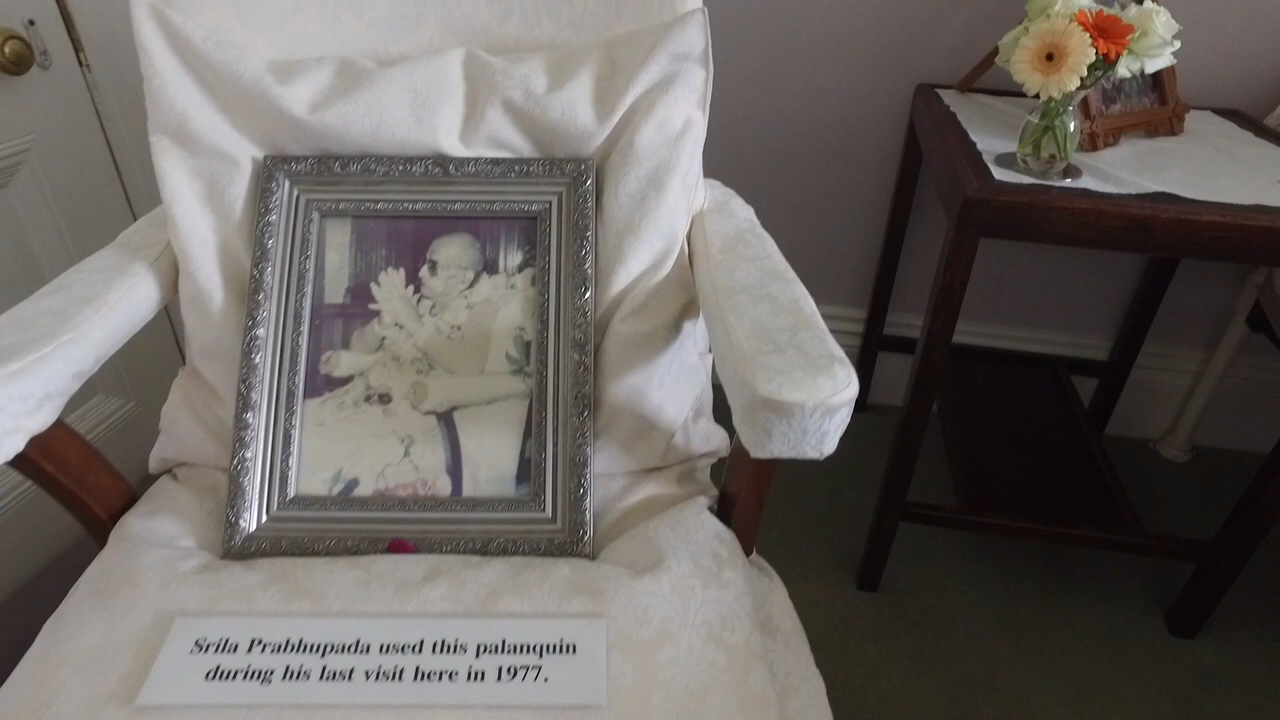 Srila Prabhupada used this palanquin
during his last visit here in 1977.